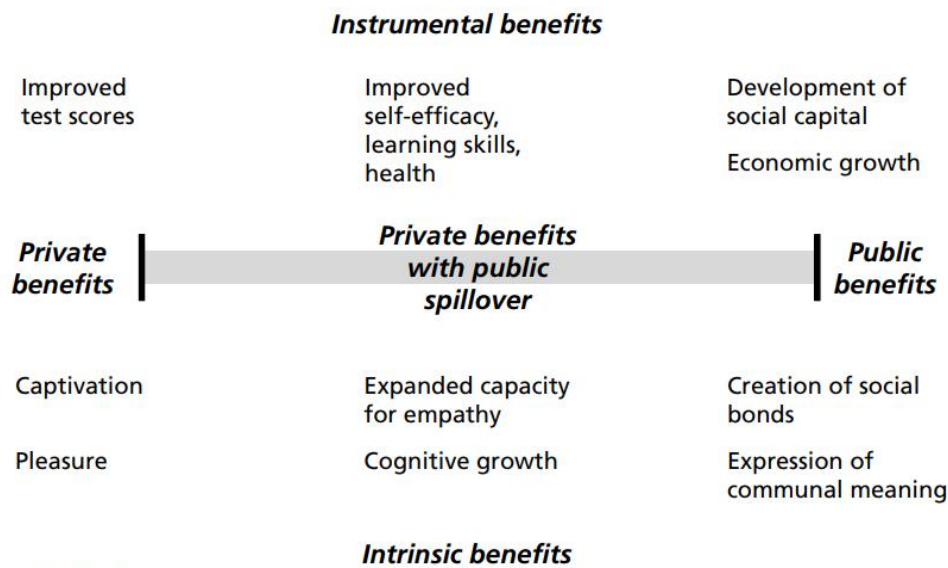 Instrumental benefits
Improved
test scores
Improved
self-efficacy,
learning skills,
health
Development of
social capital
Economic growth
Private
benefits
Private benefits
with public
spillover
Public
benefits
Captivation
Expanded capacity
for empathy
Creation of social
bonds
Pleasure
Cognitive growth
Expression of
communal meaning
Intrinsic benefits